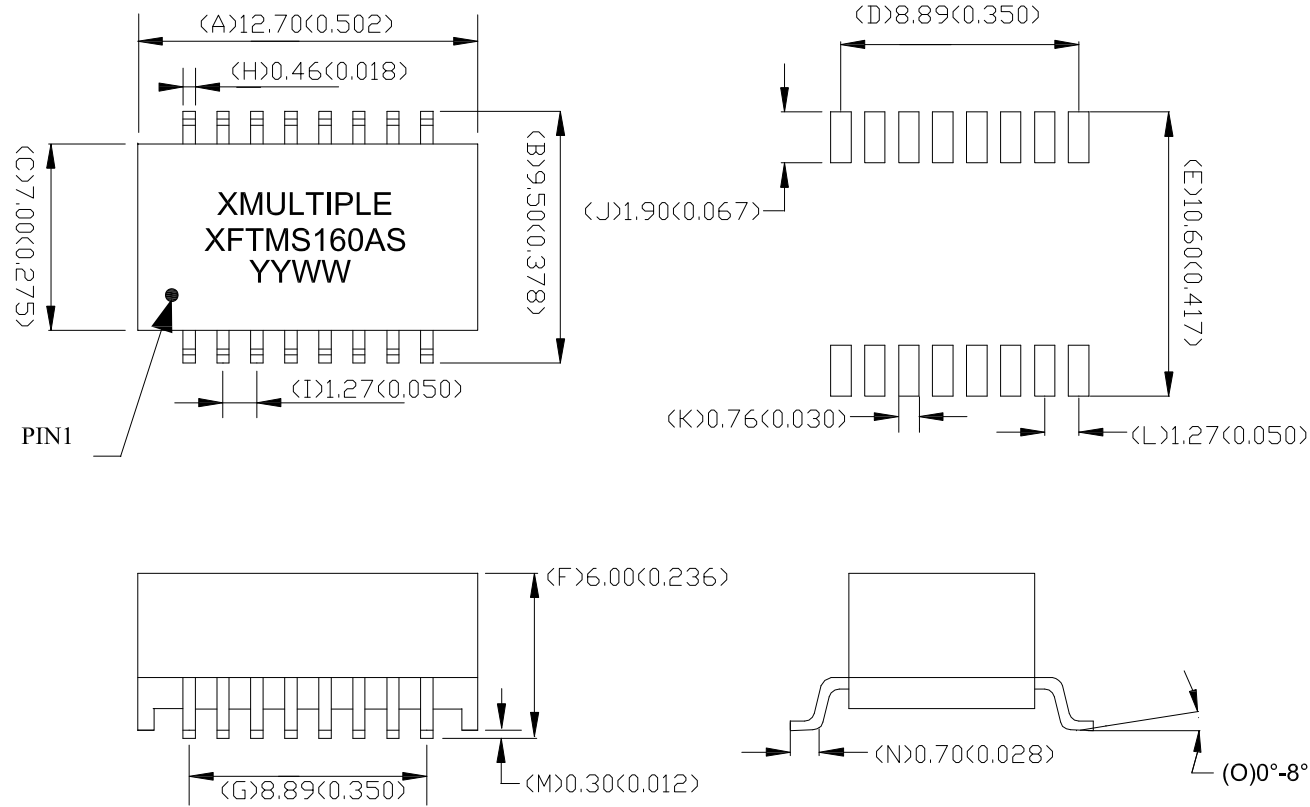 (A)12.70(0.502)
(H)0.46(0.018)
(C)7.00(0.275)
XMULTIPLE
XFTMS160AS
YYWW
(B)9.50(0.378)
(I)1.27(0.050)
PIN1
(D)8.89(0.350)
(J)1.90(0.067)
(E)10.60(0.417)
(K)0.76(0.030)
(L)1.27(0.050)
(F)6.00(0.236)
(G)8.89(0.350)
(M)0.30(0.012)
(N)0.70(0.028)
(O)0°-8°